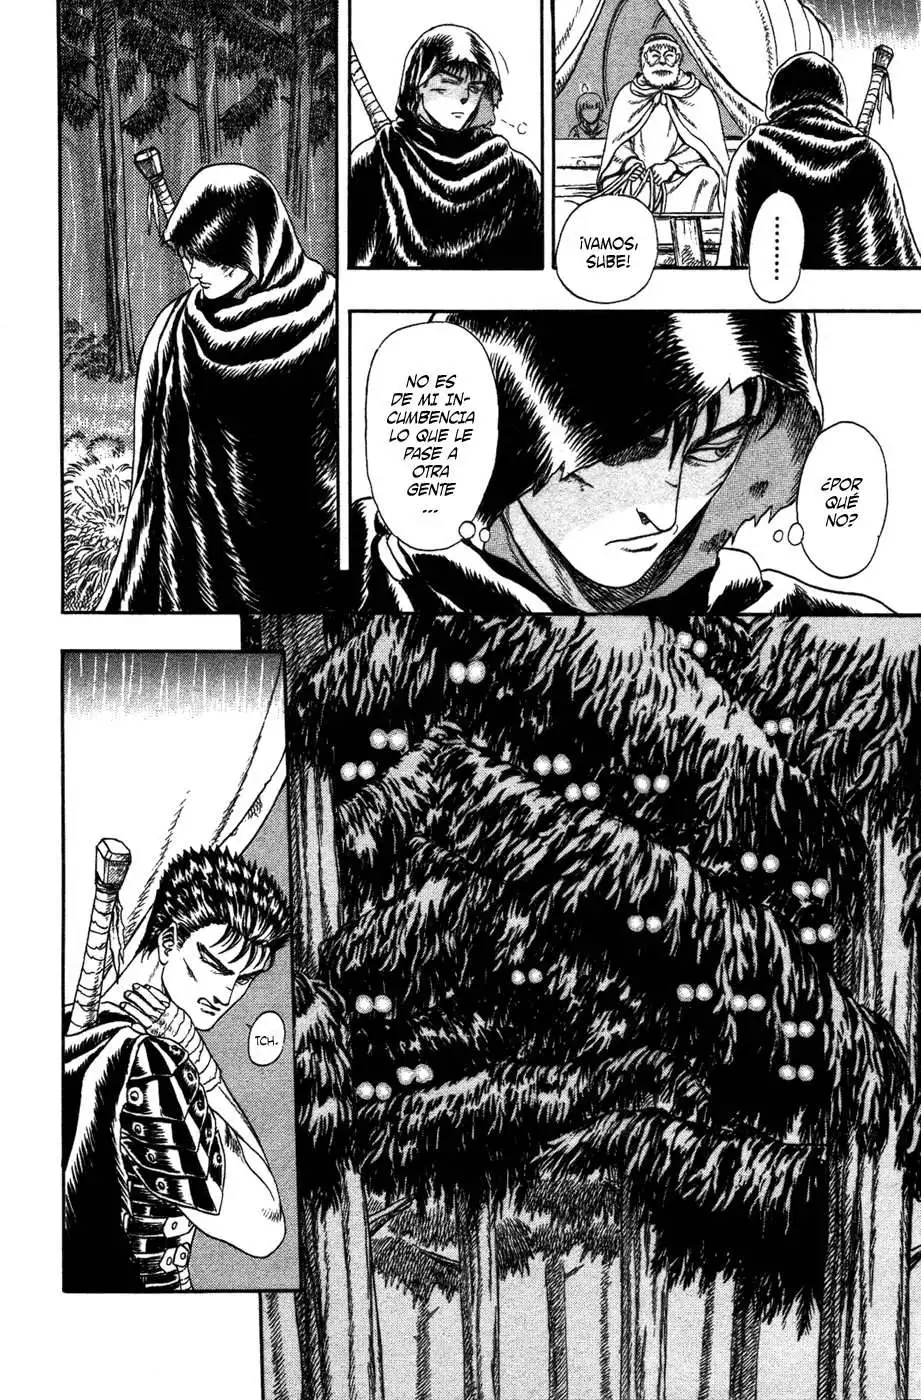 ¡VAMOS,
SUBE!
.........
¿POR
QUÉ
NO?
NO ES
DE MI IN-
CUMBENCIA
LO QUE LE
PASE A
OTRA
GENTE
...
TCH.